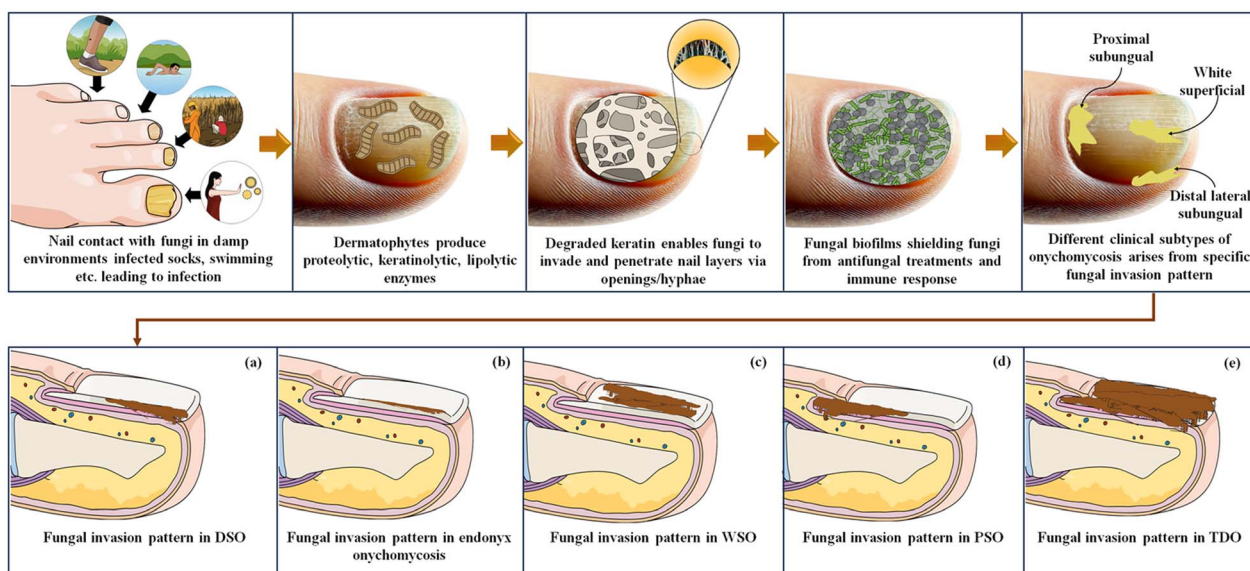 Nail contact with fungi in damp
environments infected socks, swimming
etc. leading to infection
Dermatophytes produce
proteolytic, keratinolytic, lipolytic
enzymes
Degraded keratin enables fungi to
invade and penetrate nail layers via
openings/hyphae
Fungal biofilms shielding fungi
from antifungal treatments and
immune response
Proximal
subungual
White
superficial
Distal lateral
subungual
Different clinical subtypes of
onychomycosis arises from specific
fungal invasion pattern
(a)
Fungal invasion pattern in DSO
(b)
Fungal invasion pattern in endonyx
onychomycosis
(c)
Fungal invasion pattern in WSO
(d)
Fungal invasion pattern in PSO
(e)
Fungal invasion pattern in TDO